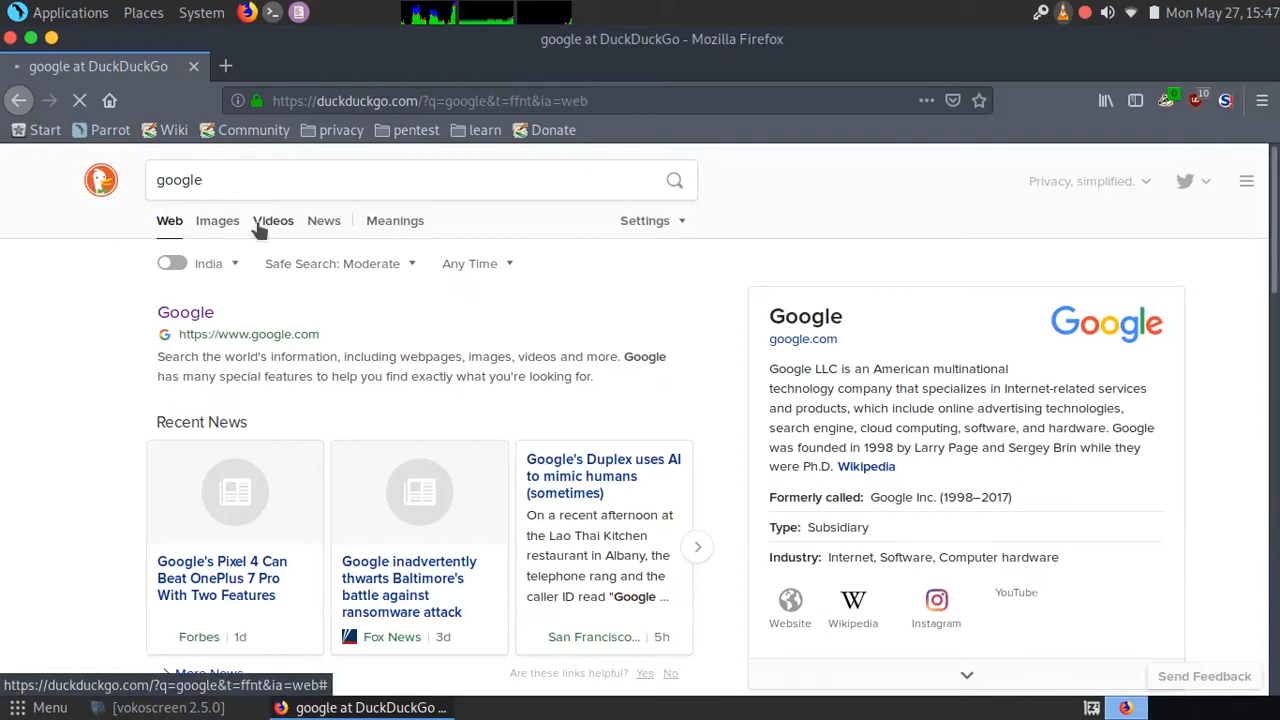 Applications Places System Mon May 27, 15:47
google at DuckDuckGo - Mozilla Firefox
google at DuckDuckGo
https://duckduckgo.com/?q=google&t=ffnt&ia=web 0 10
Start Parrot Wiki Community privacy pentest learn Donate
google
Privacy, simplified.
Web Images Videos News Meanings Settings
India Safe Search: Moderate Any Time
Google
https://www.google.com
Search the world's information, including webpages, images, videos and more. Google
has many special features to help you find exactly what you're looking for.
Recent News
Google's Pixel 4 Can
Beat OnePlus 7 Pro
With Two Features
Forbes 1d
Google inadvertently
thwarts Baltimore's
battle against
ransomware attack
Fox News 3d
Google's Duplex uses AI
to mimic humans
(sometimes)
On a recent afternoon at
the Lao Thai Kitchen
restaurant in Albany, the
telephone rang and the
caller ID read "Google ...
San Francisco... 5h
More News
Are these links helpful? Yes No
Google
google.com
Google
Google LLC is an American multinational
technology company that specializes in Internet-related services
and products, which include online advertising technologies,
search engine, cloud computing, software, and hardware. Google
was founded in 1998 by Larry Page and Sergey Brin while they
were Ph.D. Wikipedia
Formerly called: Google Inc. (1998–2017)
Type: Subsidiary
Industry: Internet, Software, Computer hardware
Website Wikipedia Instagram YouTube
Send Feedback
https://duckduckgo.com/?q=google&t=ffnt&ia=web#
Menu [vokoscreen 2.5.0] google at DuckDuckGo ...